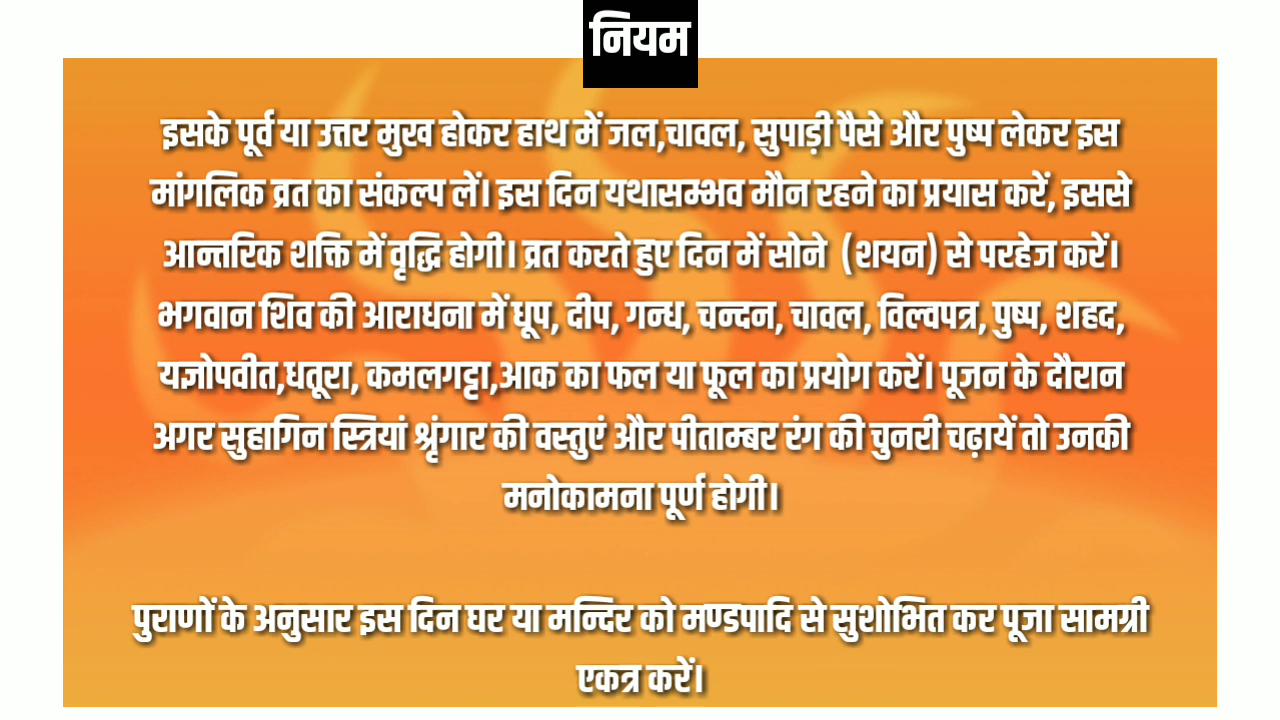 नियम
इसके पूर्व या उत्तर मुख होकर हाथ में जल,चावल, सुपाड़ी पैसे और पुष्प लेकर इस
मांगलिक व्रत का संकल्प लें। इस दिन यथासम्भव मौन रहने का प्रयास करें, इससे
आन्तरिक शक्ति में वृद्धि होगी। व्रत करते हुए दिन में सोने (शयन) से परहेज करें।
भगवान शिव की आराधना में धूप, दीप, गन्ध, चन्दन, चावल, विल्वपत्र, पुष्प, शहद,
यज्ञोपवीत,धतूरा, कमलगट्टा,आक का फल या फूल का प्रयोग करें। पूजन के दौरान
अगर सुहागिन स्त्रियां श्रृंगार की वस्तुएं और पीताम्बर रंग की चुनरी चढ़ायें तो उनकी
मनोकामना पूर्ण होगी।
पुराणों के अनुसार इस दिन घर या मन्दिर को मण्डपादि से सुशोभित कर पूजा सामग्री
एकत्र करें।